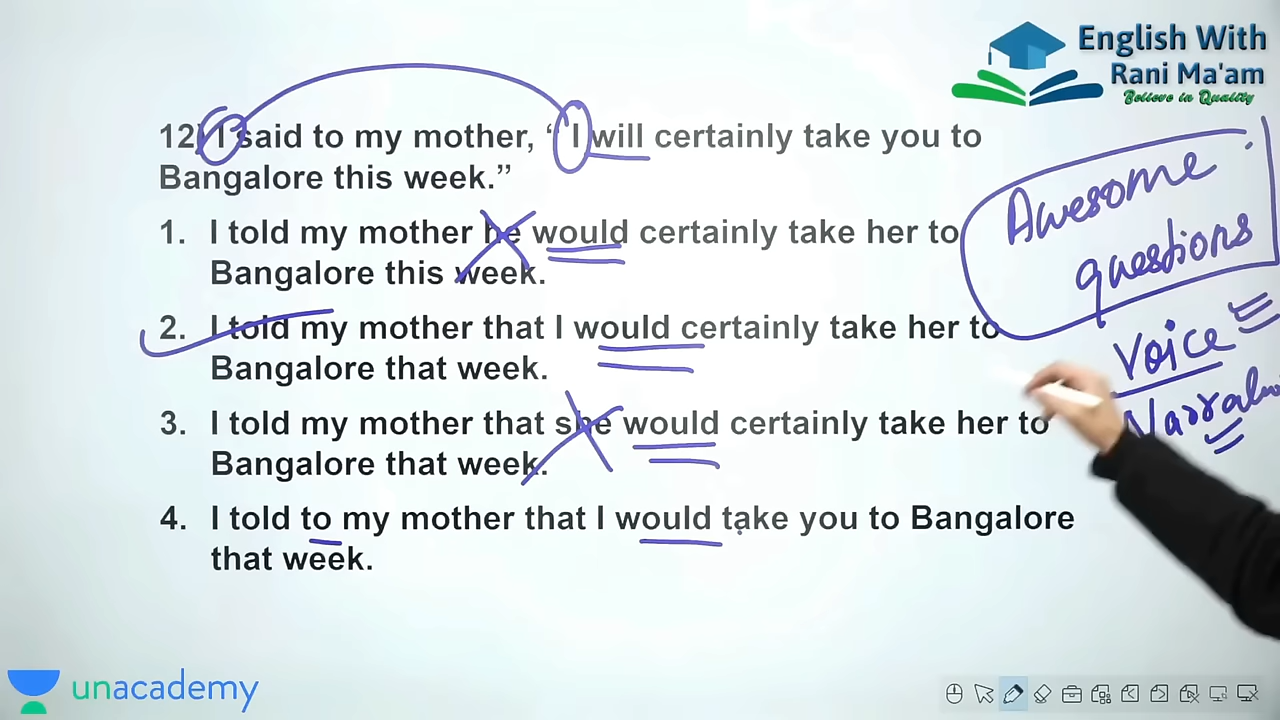 English With
Rani Ma'am
Believe in Quality
12) I said to my mother, “ I will certainly take you to
Bangalore this week.”
1. I told my mother he would certainly take her to
Bangalore this week.
2. I told my mother that I would certainly take her to
Bangalore that week.
3. I told my mother that she would certainly take her to
Bangalore that week.
4. I told to my mother that I would take you to Bangalore
that week.
Awesome
questions
Voice
unacademy